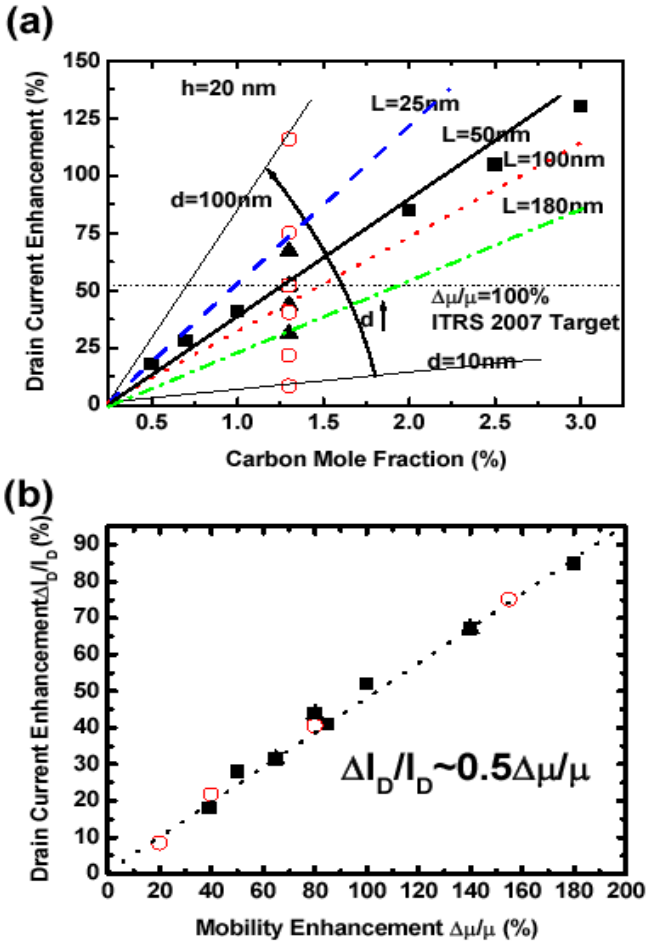 (a)
Drain Current Enhancement (%)
150
125
100
75
50
25
0
h=20 nm
L=25nm
L=50nm
L=100nm
d=100nm
L=180nm
Δμ/μ=100%
d
ITRS 2007 Target
d=10nm
0.5 1.0 1.5 2.0 2.5 3.0
Carbon Mole Fraction (%)
(b)
Drain Current EnhancementΔI_D/I_D (%)
90
80
70
60
50
40
30
20
10
0
ΔI_D/I_D~0.5Δμ/μ
0 20 40 60 80 100 120 140 160 180 200
Mobility Enhancement Δμ/μ (%)